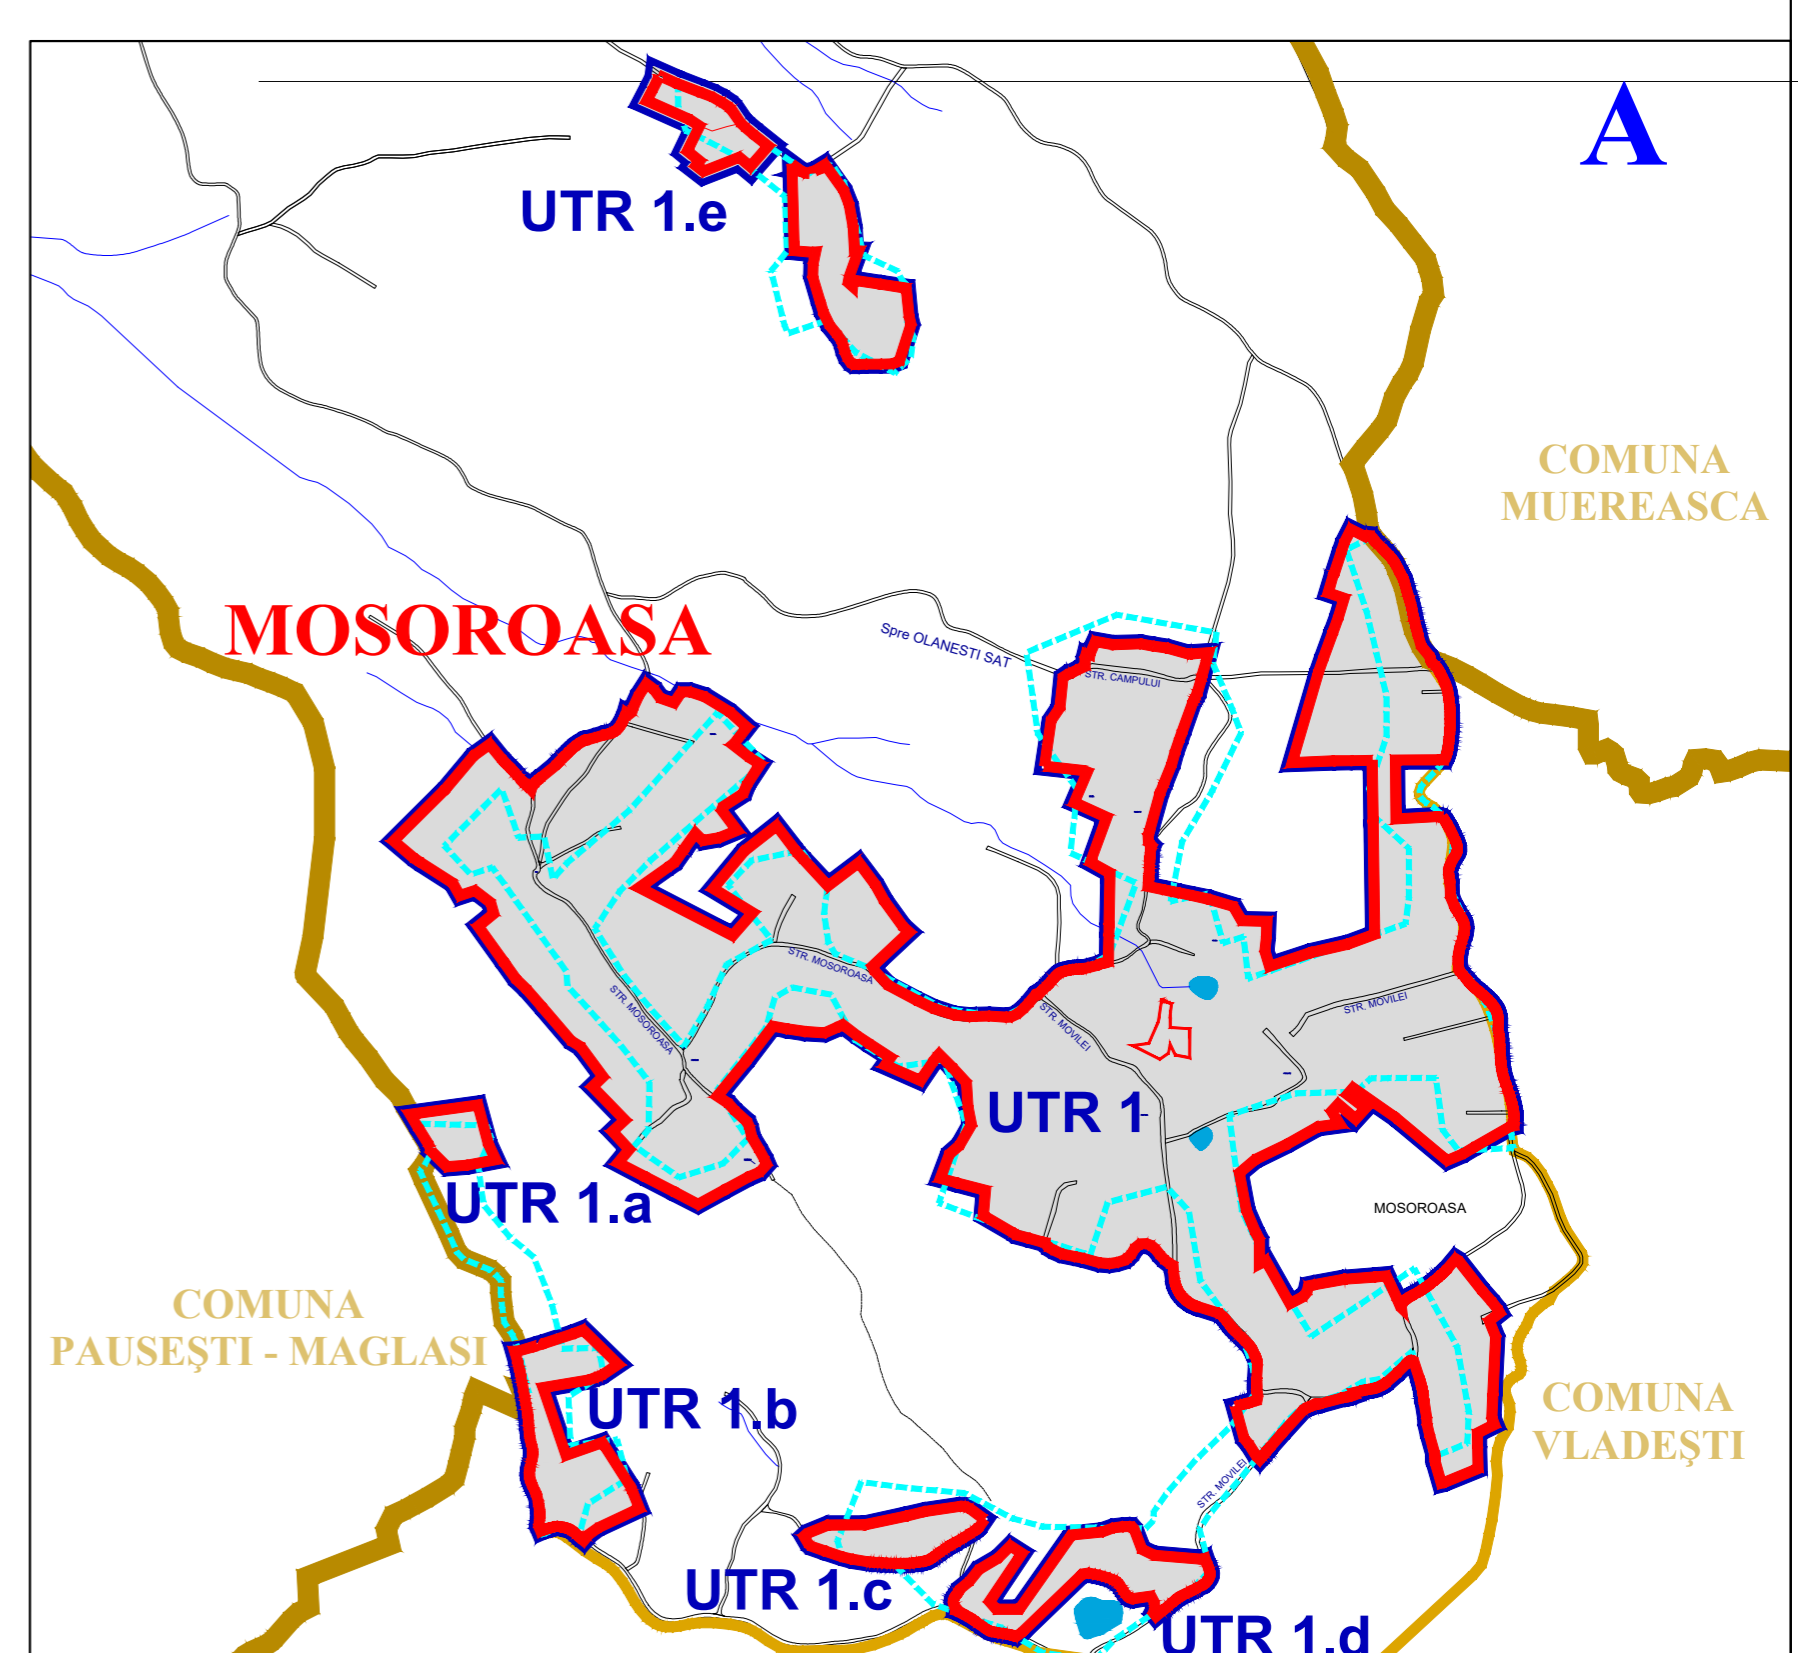 A
UTR 1.e
COMUNA
MUEREASCA
MOSOROASA
Spre OLANESTI SAT
STR. CAMPULUI
STR. MOSOROASA
STR. MOSOROASA
STR. MOVILEI
STR. MOVILEI
UTR 1
UTR 1.a
MOSOROASA
COMUNA
PAUSEŞTI - MAGLASI
UTR 1.b
COMUNA
VLADEŞTI
STR. MOVILEI
UTR 1.c
UTR 1.d